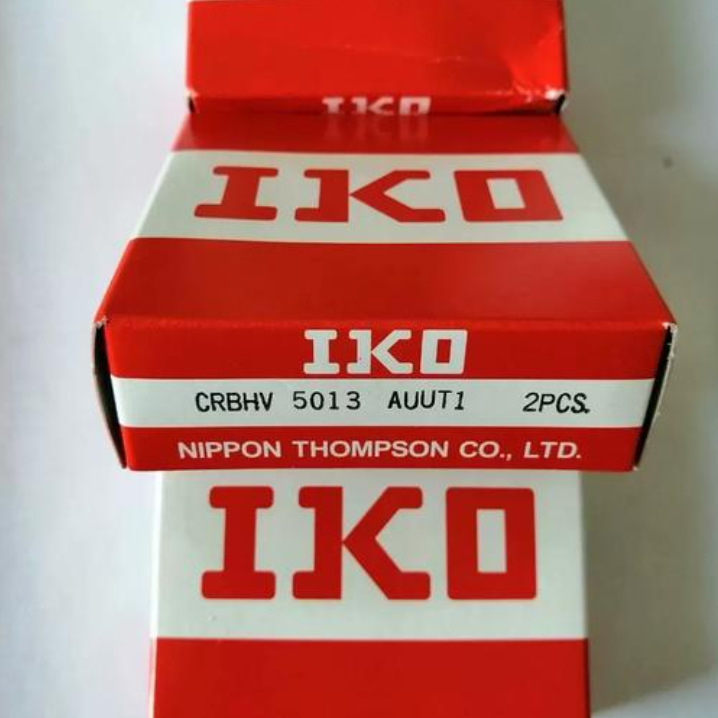 IKO
IKO
IKO
CRBHV 5013 AUUT1 2PCS.
NIPPON THOMPSON CO., LTD.
IKO